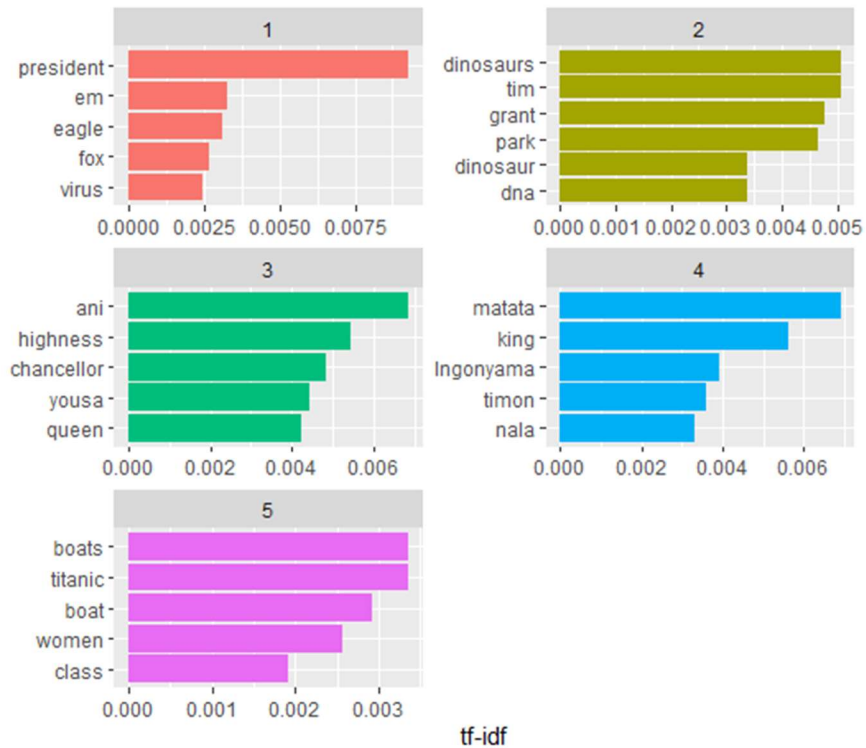 1
president
em
eagle
fox
virus
0.0000 0.0025 0.0050 0.0075
2
dinosaurs
tim
grant
park
dinosaur
dna
0.000 0.001 0.002 0.003 0.004 0.005
3
ani
highness
chancellor
yousa
queen
0.000 0.002 0.004 0.006
4
matata
king
Ingonyama
timon
nala
0.000 0.002 0.004 0.006
5
boats
titanic
boat
women
class
0.000 0.001 0.002 0.003
tf-idf